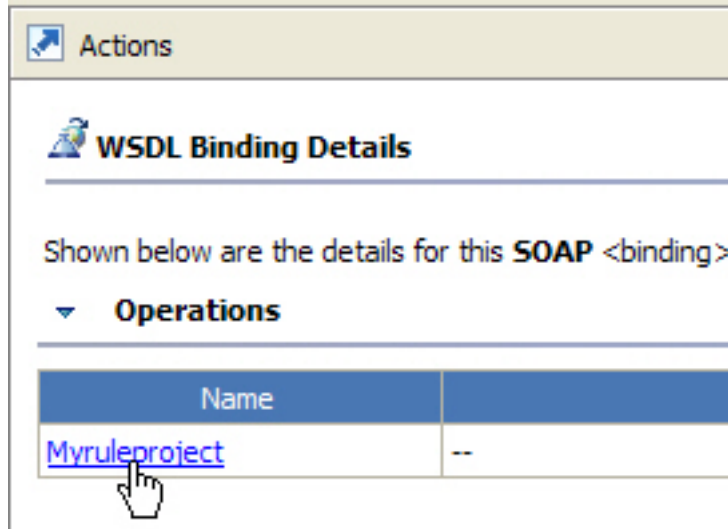 Actions
WSDL Binding Details
Shown below are the details for this SOAP <binding>
Operations
Name
Myruleproject --